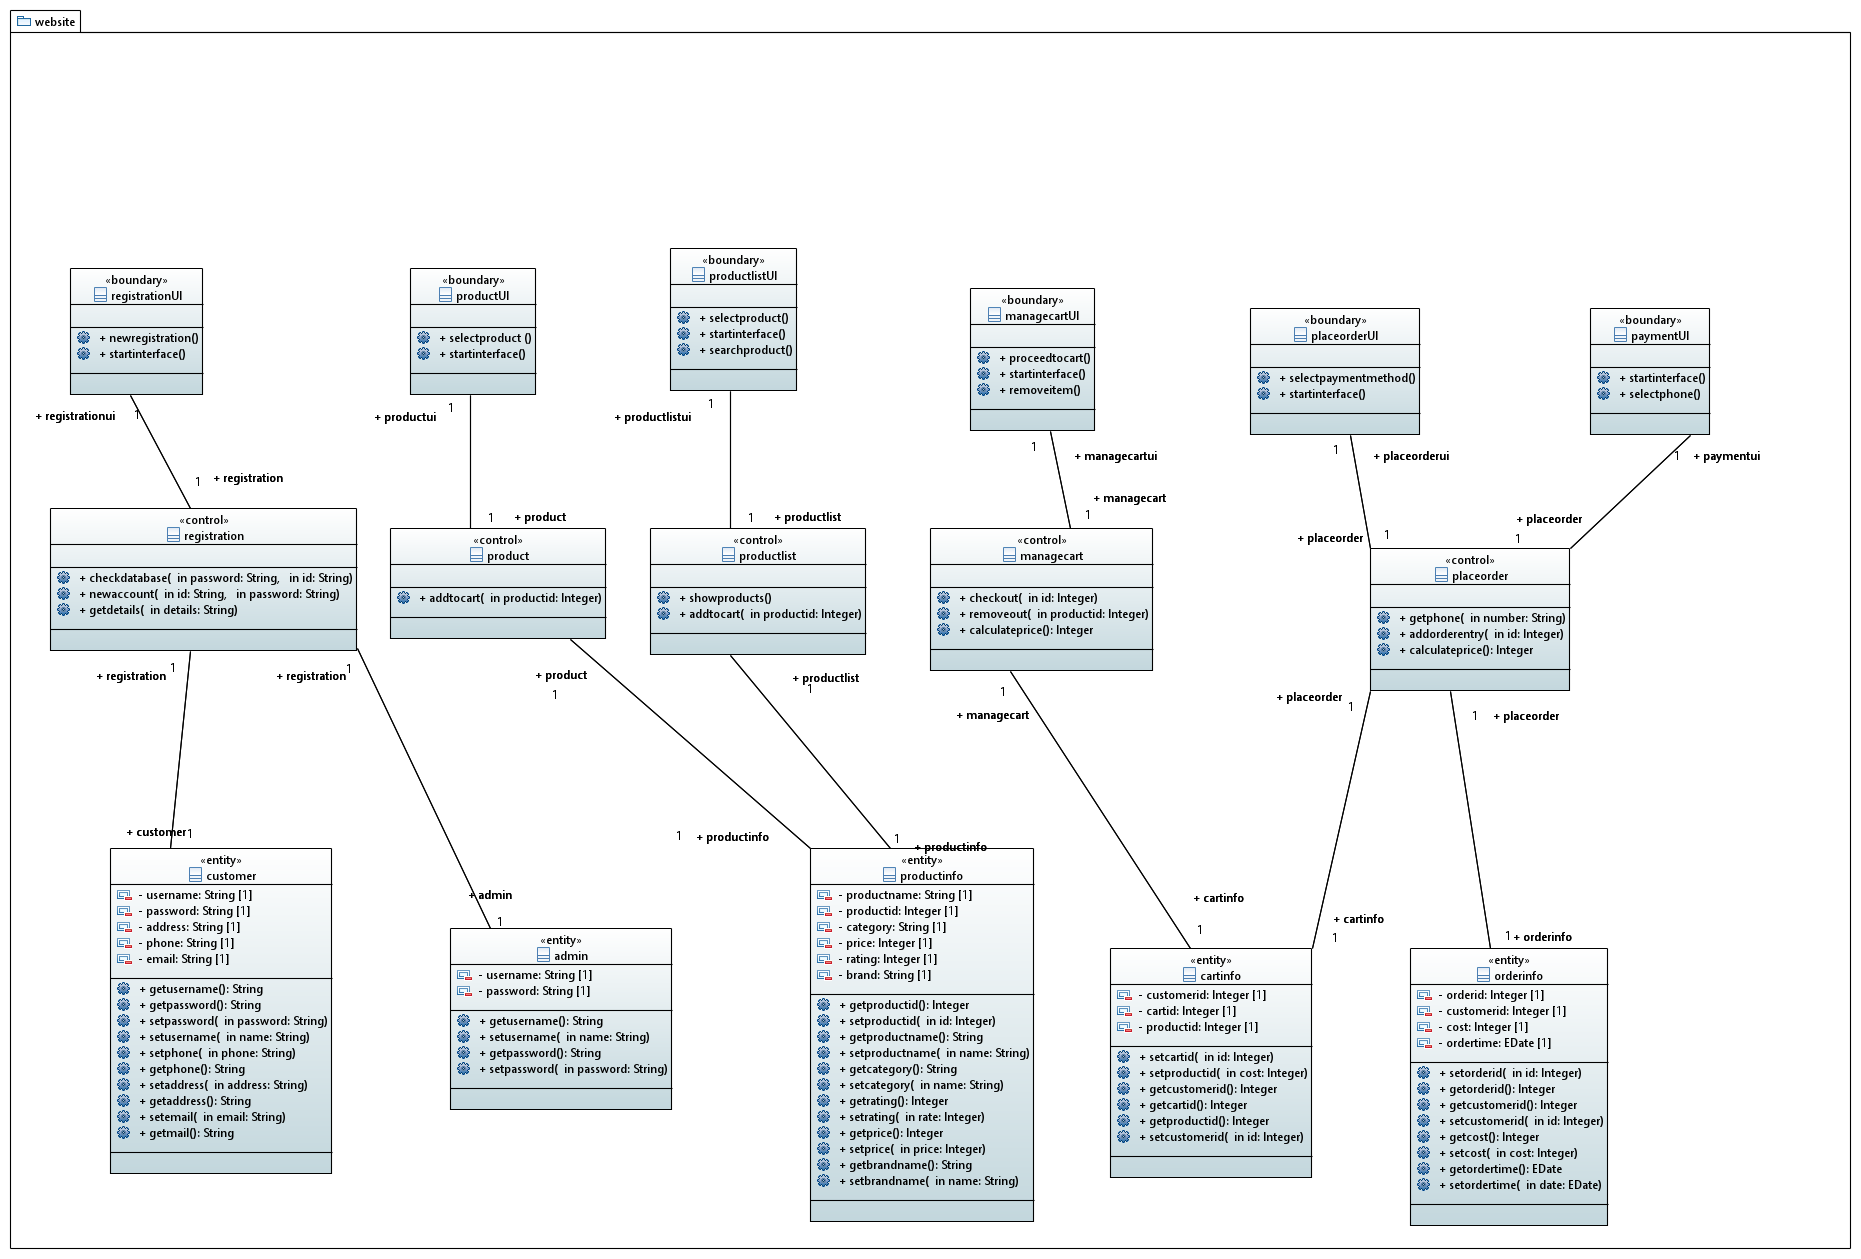 website
«boundary»
registrationUI
+ newregistration()
+ startinterface()
«boundary»
productUI
+ selectproduct ()
+ startinterface()
«boundary»
productlistUI
+ selectproduct()
+ startinterface()
+ searchproduct()
«boundary»
managecartUI
+ proceedtocart()
+ startinterface()
+ removeitem()
«boundary»
placeorderUI
+ selectpaymentmethod()
+ startinterface()
«boundary»
paymentUI
+ startinterface()
+ selectphone()
+ registrationui
1
1
+ registration
+ productui
1
1
+ product
+ productlistui
1
1
+ productlist
1
+ managecartui
+ managecart
1
1
+ placeorderui
+ placeorder
1
1
+ paymentui
+ placeorder
1
«control»
registration
+ checkdatabase( in password: String, in id: String)
+ newaccount( in id: String, in password: String)
+ getdetails( in details: String)
«control»
product
+ addtocart( in productid: Integer)
«control»
productlist
+ showproducts()
+ addtocart( in productid: Integer)
«control»
managecart
+ checkout( in id: Integer)
+ removeout( in productid: Integer)
+ calculateprice(): Integer
«control»
placeorder
+ getphone( in number: String)
+ addorderentry( in id: Integer)
+ calculateprice(): Integer
+ registration
1
+ registration
1
+ product
1
+ productlist
1
1
+ managecart
+ placeorder
1
1
+ placeorder
+ customer
1
+ admin
1
1
+ productinfo
1
+ productinfo
+ cartinfo
1
+ cartinfo
1
1
+ orderinfo
«entity»
customer
- username: String [1]
- password: String [1]
- address: String [1]
- phone: String [1]
- email: String [1]
+ getusername(): String
+ getpassword(): String
+ setpassword( in password: String)
+ setusername( in name: String)
+ setphone( in phone: String)
+ getphone(): String
+ setaddress( in address: String)
+ getaddress(): String
+ setemail( in email: String)
+ getmail(): String
«entity»
admin
- username: String [1]
- password: String [1]
+ getusername(): String
+ setusername( in name: String)
+ getpassword(): String
+ setpassword( in password: String)
«entity»
productinfo
- productname: String [1]
- productid: Integer [1]
- category: String [1]
- price: Integer [1]
- rating: Integer [1]
- brand: String [1]
+ getproductid(): Integer
+ setproductid( in id: Integer)
+ getproductname(): String
+ setproductname( in name: String)
+ getcategory(): String
+ setcategory( in name: String)
+ getrating(): Integer
+ setrating( in rate: Integer)
+ getprice(): Integer
+ setprice( in price: Integer)
+ getbrandname(): String
+ setbrandname( in name: String)
«entity»
cartinfo
- customerid: Integer [1]
- cartid: Integer [1]
- productid: Integer [1]
+ setcartid( in id: Integer)
+ setproductid( in cost: Integer)
+ getcustomerid(): Integer
+ getcartid(): Integer
+ getproductid(): Integer
+ setcustomerid( in id: Integer)
«entity»
orderinfo
- orderid: Integer [1]
- customerid: Integer [1]
- cost: Integer [1]
- ordertime: EDate [1]
+ setorderid( in id: Integer)
+ getorderid(): Integer
+ getcustomerid(): Integer
+ setcustomerid( in id: Integer)
+ getcost(): Integer
+ setcost( in cost: Integer)
+ getordertime(): EDate
+ setordertime( in date: EDate)